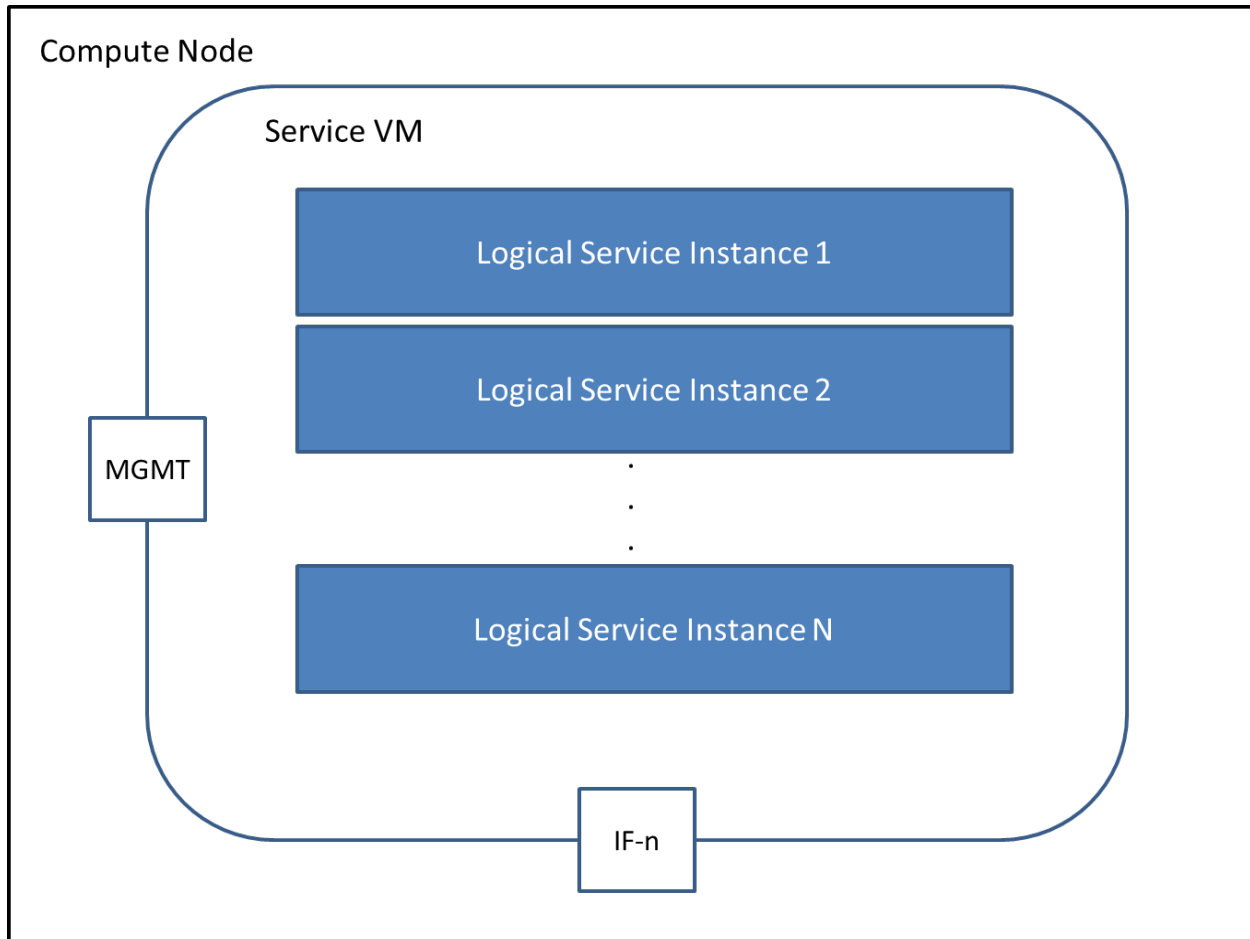 Compute Node
Service VM
Logical Service Instance 1
Logical Service Instance 2
.
.
.
MGMT
Logical Service Instance N
IF-n